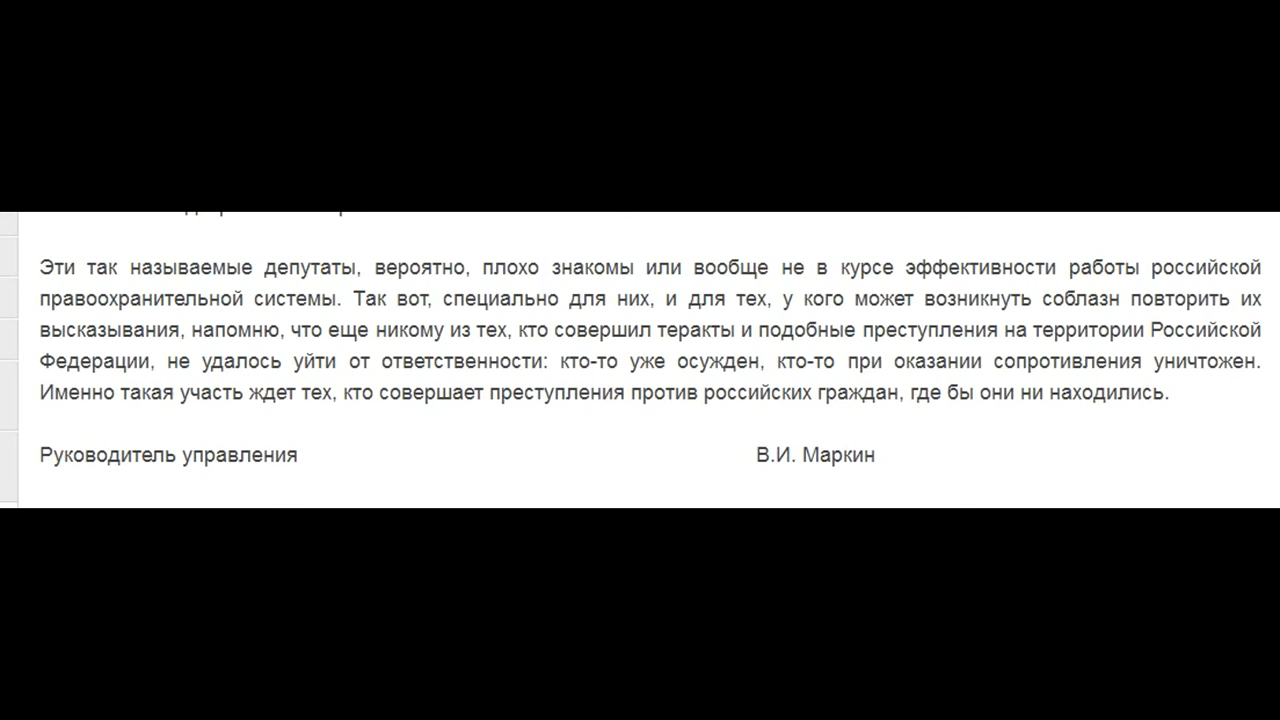 Эти так называемые депутаты, вероятно, плохо знакомы или вообще не в курсе эффективности работы российской
правоохранительной системы. Так вот, специально для них, и для тех, у кого может возникнуть соблазн повторить их
высказывания, напомню, что еще никому из тех, кто совершил теракты и подобные преступления на территории Российской
Федерации, не удалось уйти от ответственности: кто-то уже осужден, кто-то при оказании сопротивления уничтожен.
Именно такая участь ждет тех, кто совершает преступления против российских граждан, где бы они ни находились.
Руководитель управления В.И. Маркин